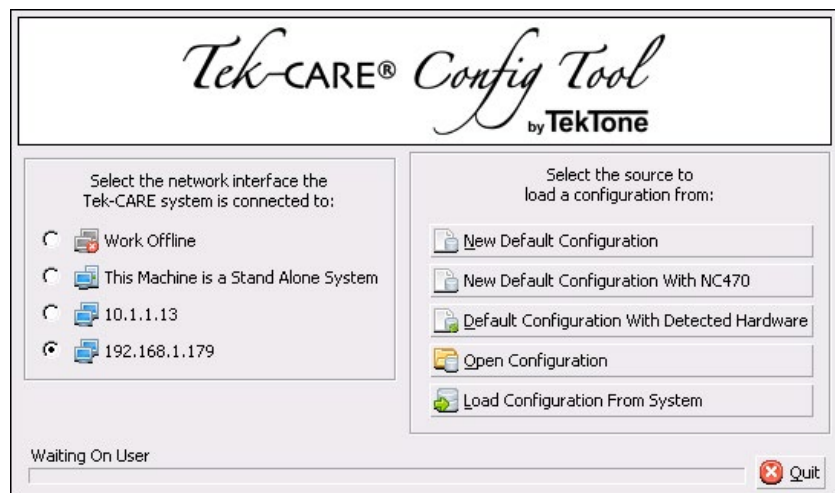 Tek-CARE® Config Tool
by TekTone
Select the network interface the
Tek-CARE system is connected to:
Work Offline
This Machine is a Stand Alone System
10.1.1.13
192.168.1.179
Select the source to
load a configuration from:
New Default Configuration
New Default Configuration With NC470
Default Configuration With Detected Hardware
Open Configuration
Load Configuration From System
Waiting On User
Quit